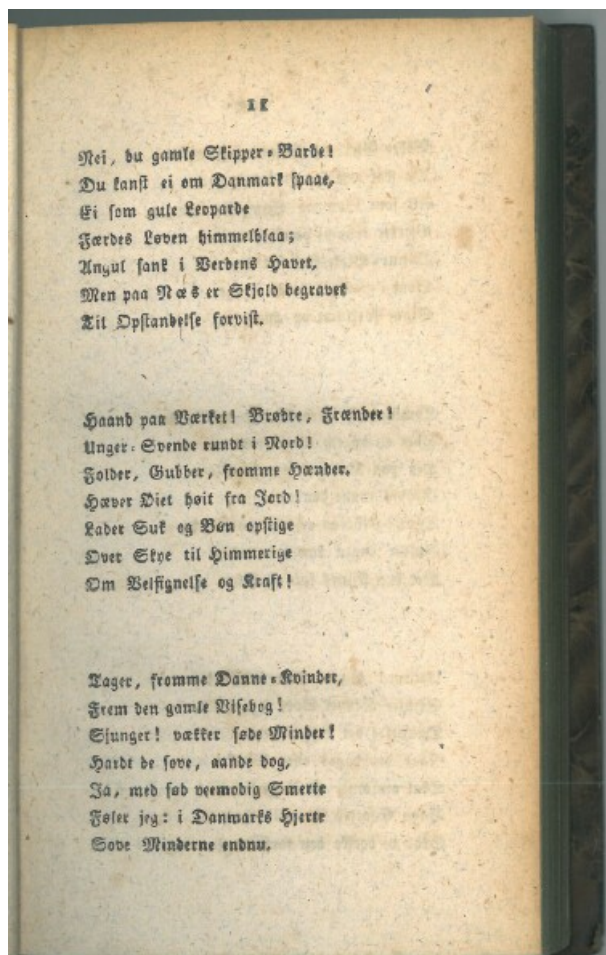 11
Nei, du gamle Skipper-Barde!
Du kanst ei om Danmark spaae,
Ei som gule Leoparde
Færdes Løven himmelblaa;
Angul sank i Verdens Havet,
Men paa Næs er Skjold begravet
Til Opstandelse forvist.
Haand paa Værket! Brødre, Frænder!
Unger-Svende rundt i Nord!
Folder, Gubber, fromme Hænder,
Hæver Øiet høit fra Jord!
Lader Suk og Bøn opstige
Over Skye til Himmerige
Om Velsignelse og Kraft!
Tager, fromme Danne-Kvinder,
Frem den gamle Visebog!
Sjunger! vækker søde Minder!
Hardt de sove, aande dog,
Ja, med sød veemodig Smerte
Føler jeg: i Danmarks Hjerte
Sove Minderne endnu.